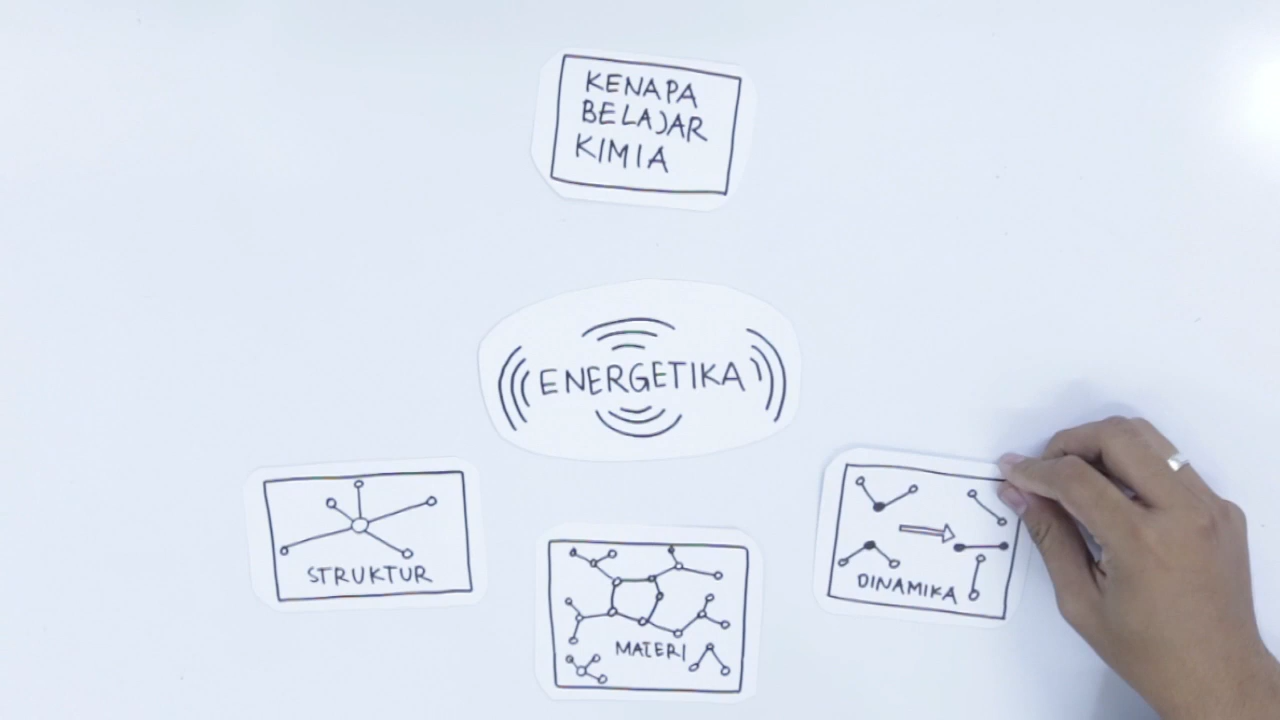 KENAPA
BELAJAR
KIMIA
ENERGETIKA
STRUKTUR
MATERI
DINAMIKA